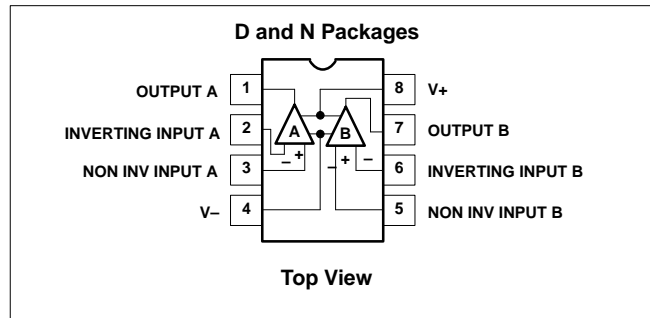 D and N Packages
OUTPUT A 1 8 V+
INVERTING INPUT A 2 A B 7 OUTPUT B
– + – + –
NON INV INPUT A 3 6 INVERTING INPUT B
V– 4 5 NON INV INPUT B
Top View